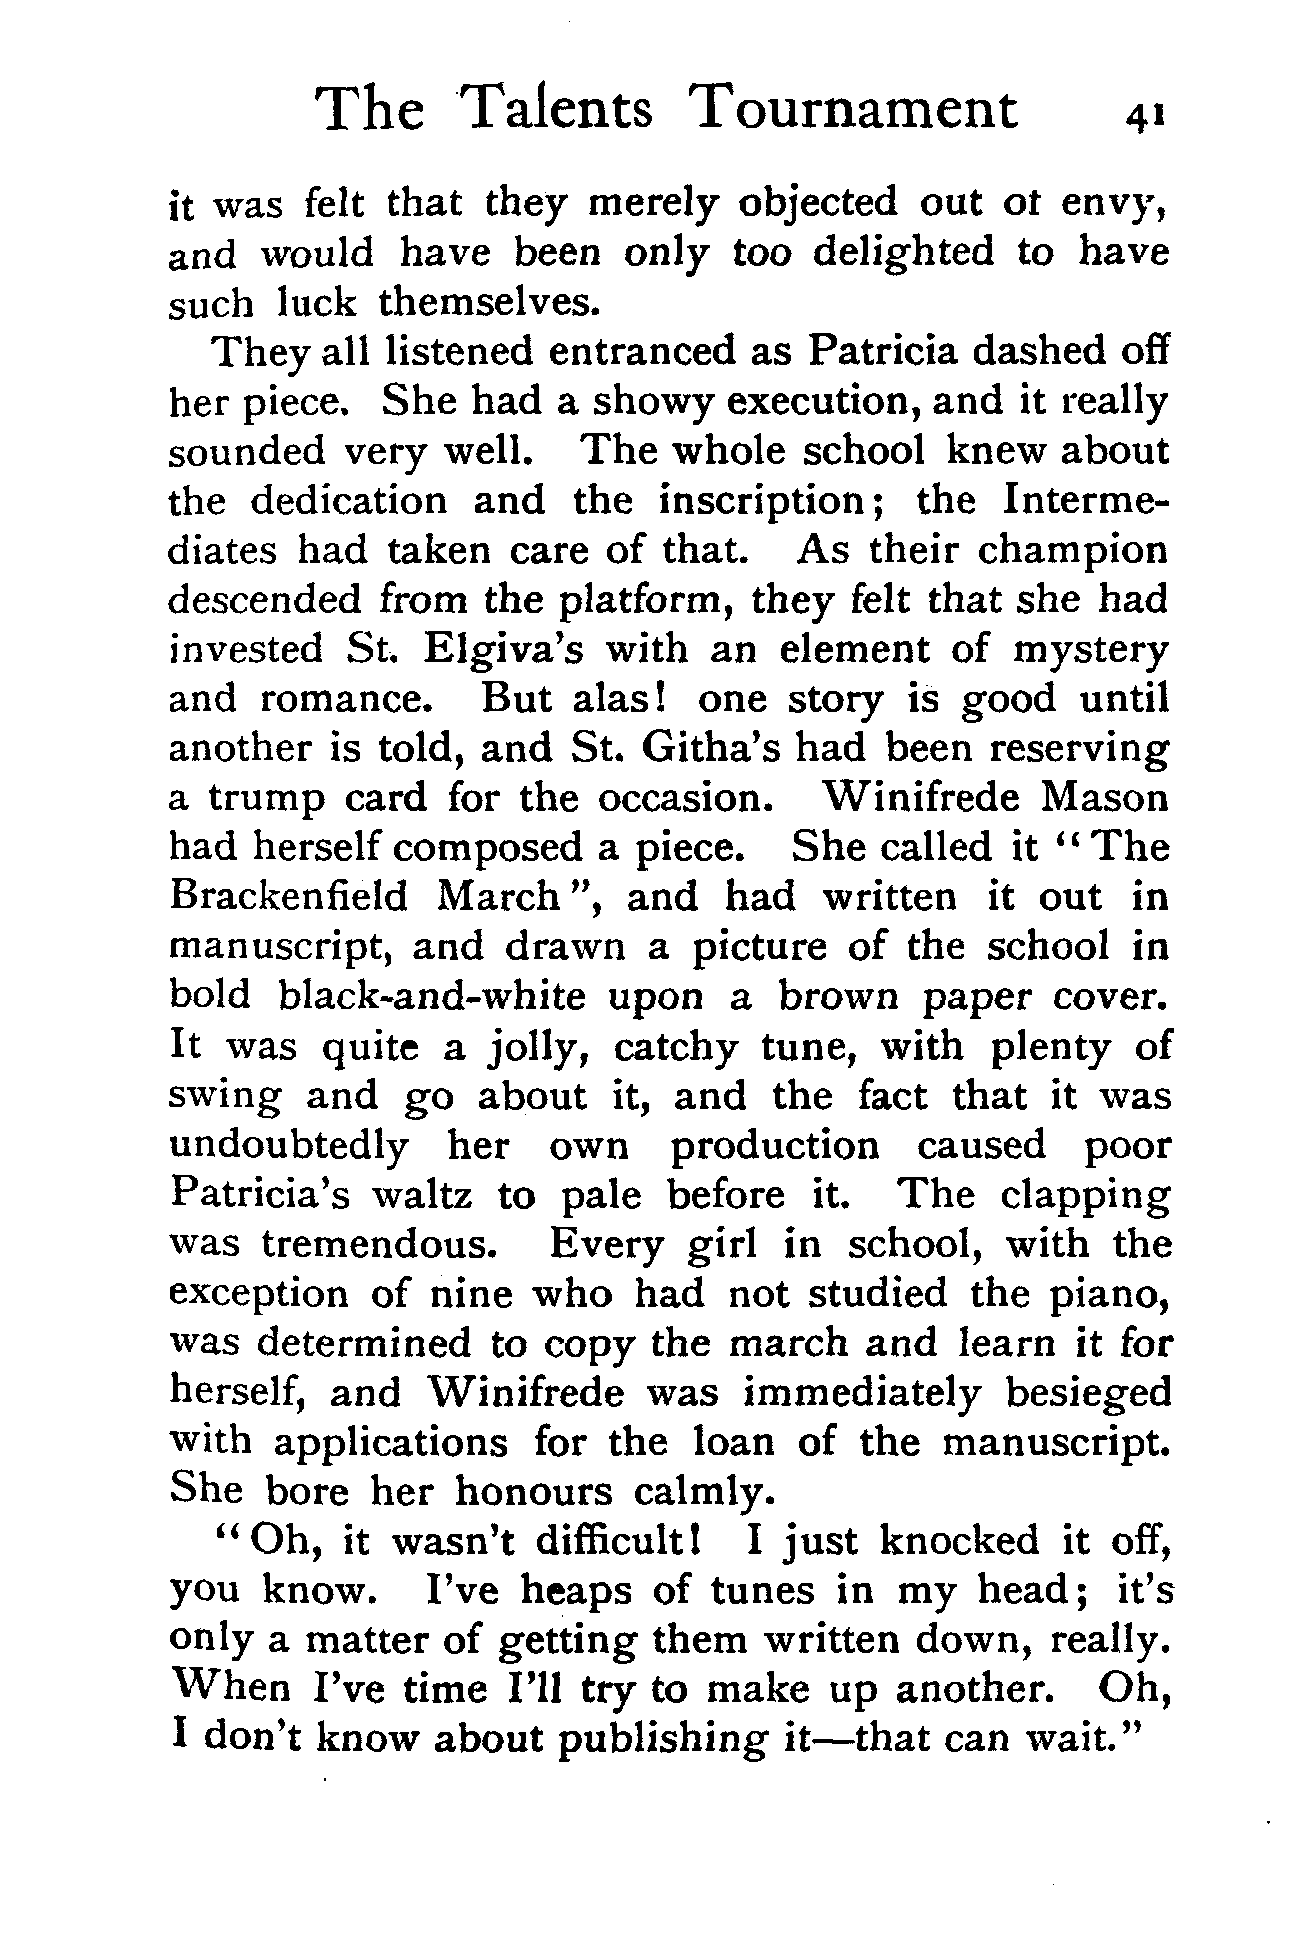 The Talents Tournament 41
it was felt that they merely objected out ot envy,
and would have been only too delighted to have
such luck themselves.
They all listened entranced as Patricia dashed off
her piece. She had a showy execution, and it really
sounded very well. The whole school knew about
the dedication and the inscription; the Interme-
diates had taken care of that. As their champion
descended from the platform, they felt that she had
invested St. Elgiva's with an element of mystery
and romance. But alas! one story is good until
another is told, and St. Githa's had been reserving
a trump card for the occasion. Winifrede Mason
had herself composed a piece. She called it “The
Brackenfield March”, and had written it out in
manuscript, and drawn a picture of the school in
bold black-and-white upon a brown paper cover.
It was quite a jolly, catchy tune, with plenty of
swing and go about it, and the fact that it was
undoubtedly her own production caused poor
Patricia's waltz to pale before it. The clapping
was tremendous. Every girl in school, with the
exception of nine who had not studied the piano,
was determined to copy the march and learn it for
herself, and Winifrede was immediately besieged
with applications for the loan of the manuscript.
She bore her honours calmly.
“Oh, it wasn't difficult! I just knocked it off,
you know. I've heaps of tunes in my head; it's
only a matter of getting them written down, really.
When I've time I'll try to make up another. Oh,
I don't know about publishing it—that can wait.”